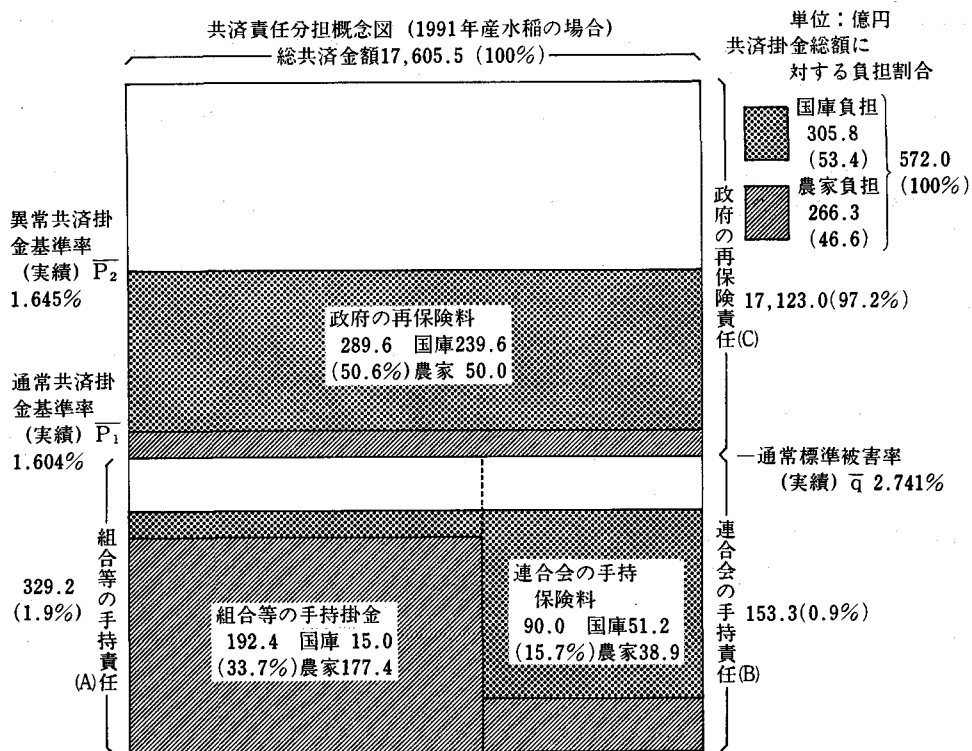 共済責任分担概念図 (1991年産水稲の場合)
総共済金額17,605.5 (100%)
単位：億円
共済掛金総額に
対する負担割合
国庫負担
305.8
(53.4)
農家負担
266.3
(46.6)
572.0
(100%)
異常共済掛
金基準率
(実績) P₂
1.645%
政府の再保険料
289.6 国庫239.6
(50.6%)農家 50.0
政府の再保険責任(C)
17,123.0(97.2%)
通常共済掛
金基準率
(実績) P₁
1.604%
通常標準被害率
(実績) q 2.741%
組合等の手持責任
(A)
329.2
(1.9%)
組合等の手持掛金
192.4 国庫 15.0
(33.7%)農家177.4
連合会の手持
保険料
90.0 国庫51.2
(15.7%)農家38.9
連合会の手持責任(B)
153.3(0.9%)